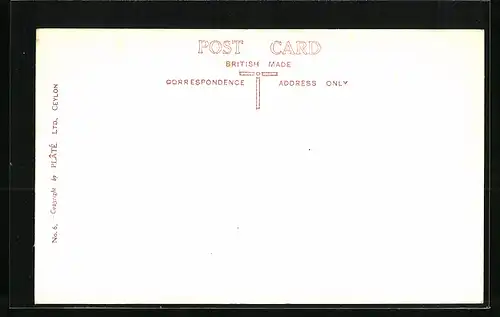 POST CARD
BRITISH MADE
CORRESPONDENCE ADDRESS ONLY
No. 6. Copyright by PLÂTÉ LTD, CEYLON